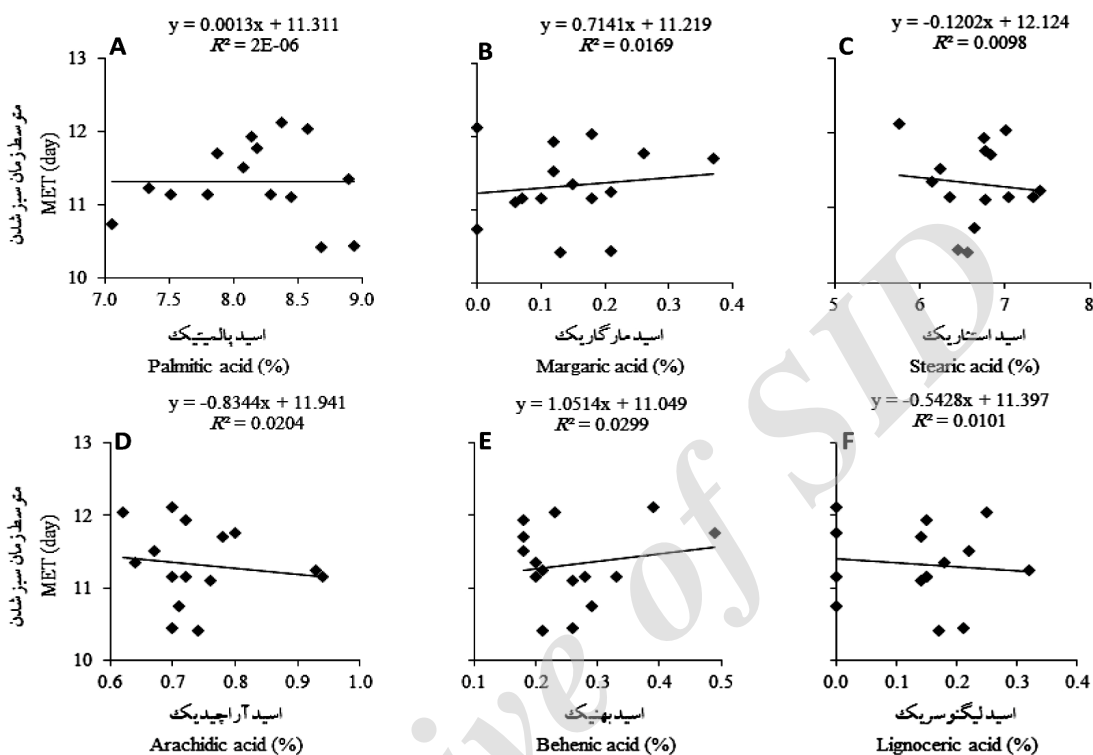 y = 0.0013x + 11.311
R² = 2E-06
A
متوسط زمان سبز شدن
MET (day)
13
12
11
10
7.0 7.5 8.0 8.5 9.0
اسید پالمیتیک
Palmitic acid (%)
y = 0.7141x + 11.219
R² = 0.0169
B
0.0 0.1 0.2 0.3 0.4
اسید مارگاریک
Margaric acid (%)
y = -0.1202x + 12.124
R² = 0.0098
C
5 6 7 8
اسید استئاریک
Stearic acid (%)
y = -0.8344x + 11.941
R² = 0.0204
D
متوسط زمان سبز شدن
MET (day)
13
12
11
10
0.6 0.7 0.8 0.9 1.0
اسید آراچیدیک
Arachidic acid (%)
y = 1.0514x + 11.049
R² = 0.0299
E
0.1 0.2 0.3 0.4 0.5
اسید بهنیک
Behenic acid (%)
y = -0.5428x + 11.397
R² = 0.0101
F
0.0 0.1 0.2 0.3 0.4
اسید لیگنوسریک
Lignoceric acid (%)
ive of SID